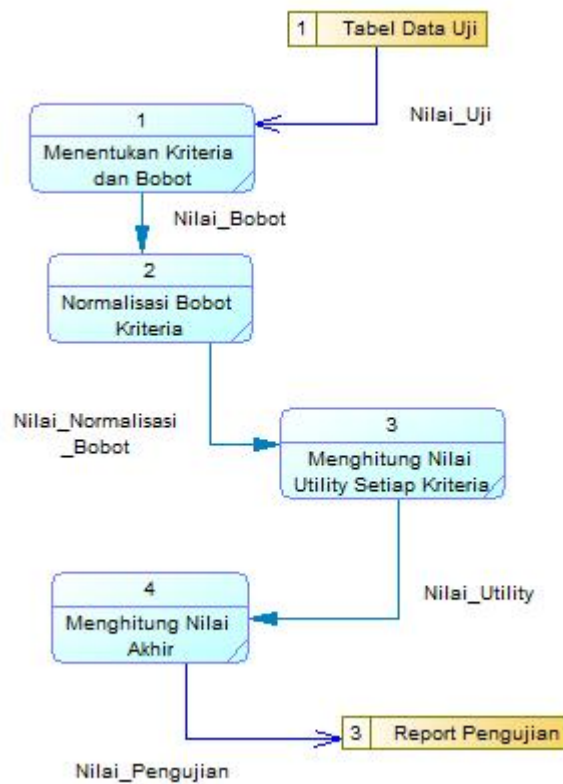 1 Tabel Data Uji
Nilai_Uji
1
Menentukan Kriteria
dan Bobot
Nilai_Bobot
2
Normalisasi Bobot
Kriteria
Nilai_Normalisasi
_Bobot
3
Menghitung Nilai
Utility Setiap Kriteria
Nilai_Utility
4
Menghitung Nilai
Akhir
3 Report Pengujian
Nilai_Pengujian